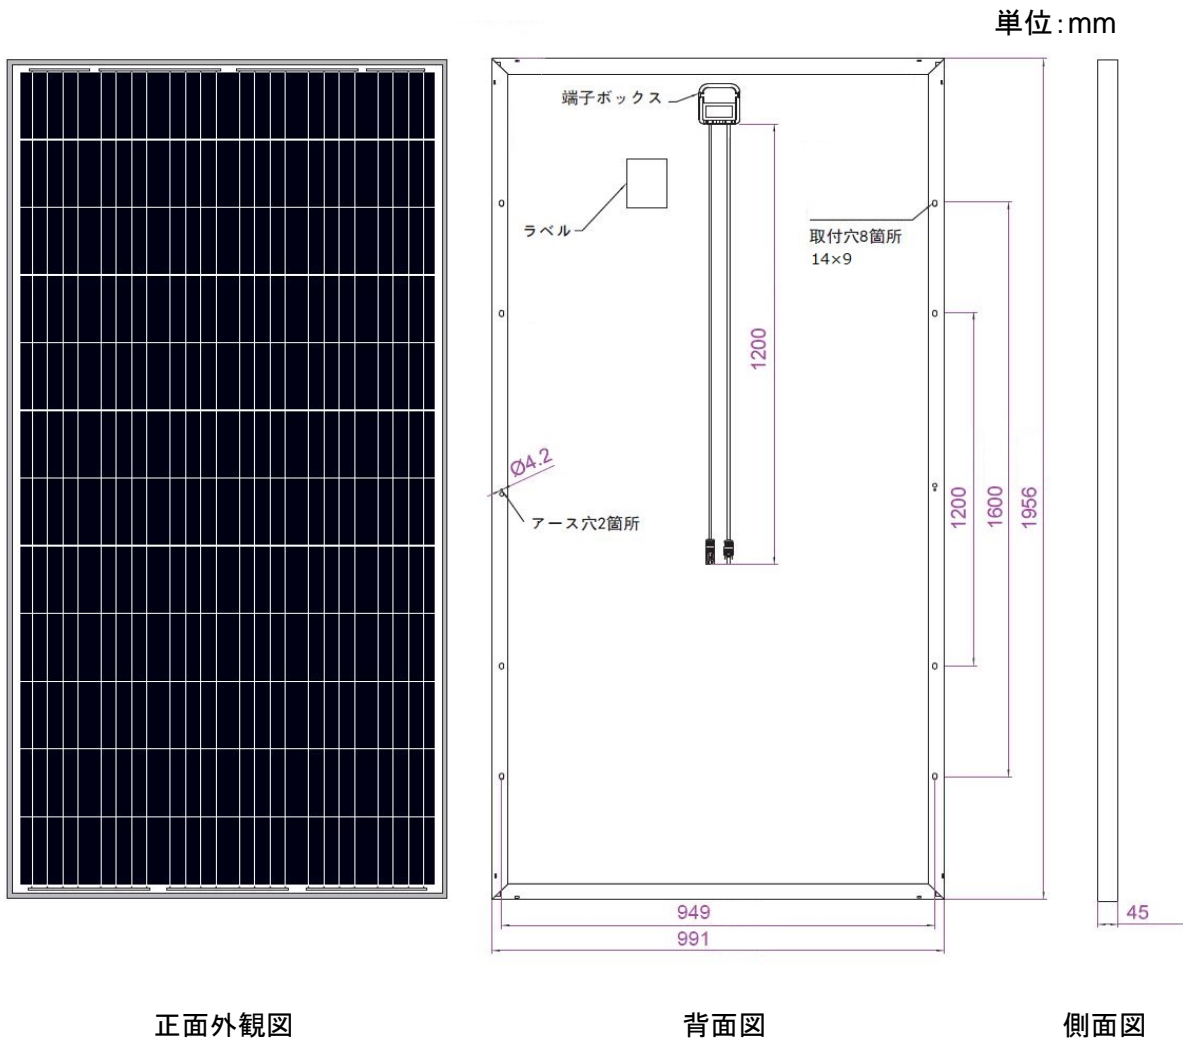 単位:mm
端子ボックス
ラベル
取付穴8箇所
14×9
1200
Ø4.2
アース穴2箇所
1200
1600
1956
949
991
45
正面外観図
背面図
側面図